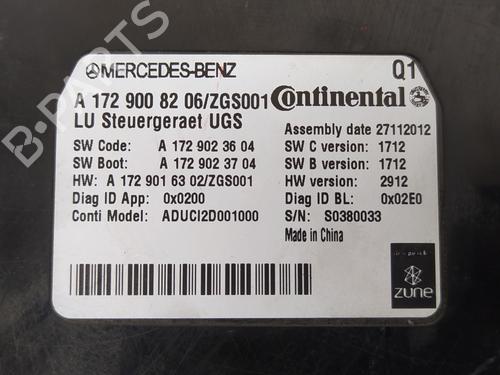 MERCEDES-BENZ
Q1
A 172 900 82 06/ZGS001
Continental
LU Steuergeraet UGS
Assembly date 27112012
SW Code: A 172 902 36 04
SW C version: 1712
SW Boot: A 172 902 37 04
SW B version: 1712
HW: A 172 901 63 02/ZGS001
HW version: 2912
Diag ID App: 0x0200
Diag ID BL: 0x02E0
Conti Model: ADUCI2D001000
S/N: S0380033
Made in China
zune
B-PARTS